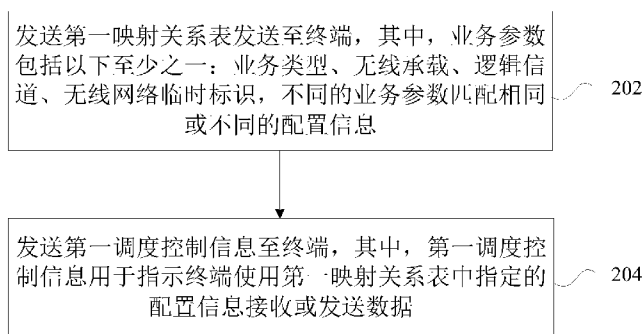 发送第一映射关系表发送至终端，其中，业务参数
包括以下至少之一：业务类型、无线承载、逻辑信
道、无线网络临时标识，不同的业务参数匹配相同
或不同的配置信息
202
发送第一调度控制信息至终端，其中，第一调度控
制信息用于指示终端使用第一映射关系表中指定的
配置信息接收或发送数据
204